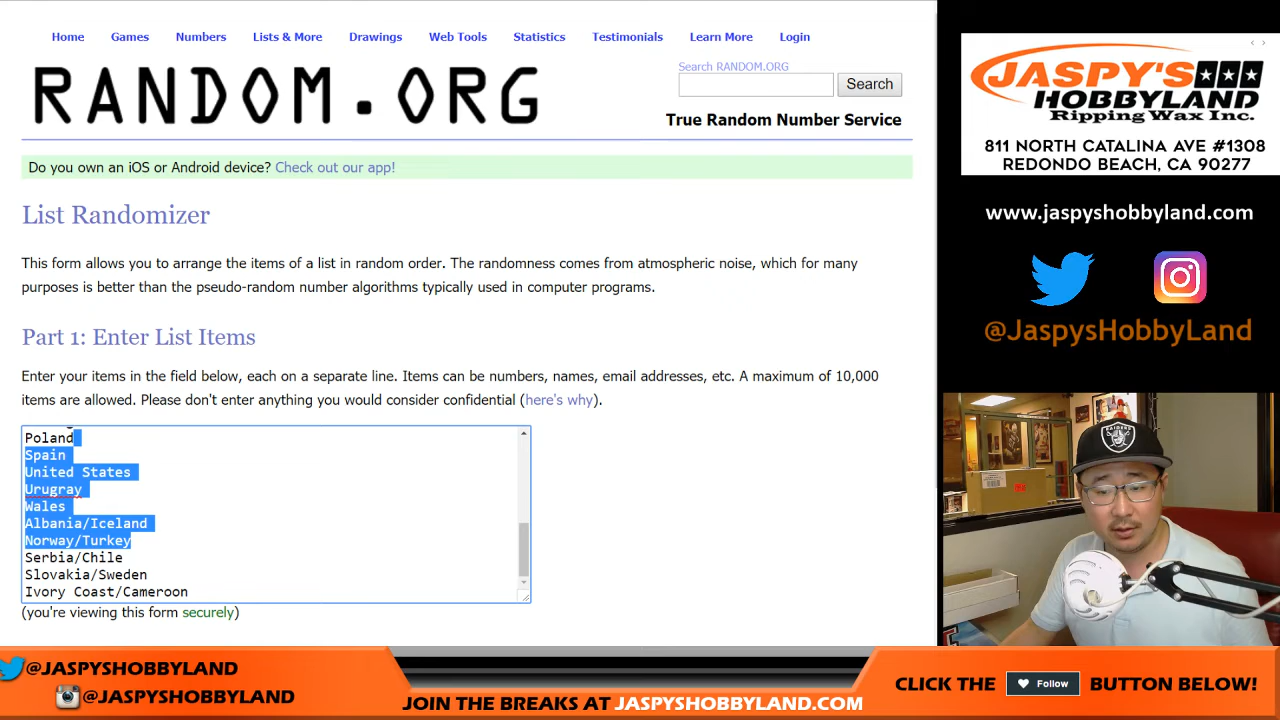 Home Games Numbers Lists & More Drawings Web Tools Statistics Testimonials Learn More Login
RANDOM.ORG
Search RANDOM.ORG
Search
True Random Number Service
Do you own an iOS or Android device? Check out our app!
List Randomizer
This form allows you to arrange the items of a list in random order. The randomness comes from atmospheric noise, which for many
purposes is better than the pseudo-random number algorithms typically used in computer programs.
Part 1: Enter List Items
Enter your items in the field below, each on a separate line. Items can be numbers, names, email addresses, etc. A maximum of 10,000
items are allowed. Please don't enter anything you would consider confidential (here's why).
Poland
Spain
United States
Urugray
Wales
Albania/Iceland
Norway/Turkey
Serbia/Chile
Slovakia/Sweden
Ivory Coast/Cameroon
(you're viewing this form securely)
JASPY'S
HOBBYLAND
Ripping Wax Inc.
811 NORTH CATALINA AVE #1308
REDONDO BEACH, CA 90277
www.jaspyshobbyland.com
@JaspysHobbyLand
RAIDERS
@JASPYSHOBBYLAND
@JASPYSHOBBYLAND
JOIN THE BREAKS AT JASPYSHOBBYLAND.COM
CLICK THE Follow BUTTON BELOW!